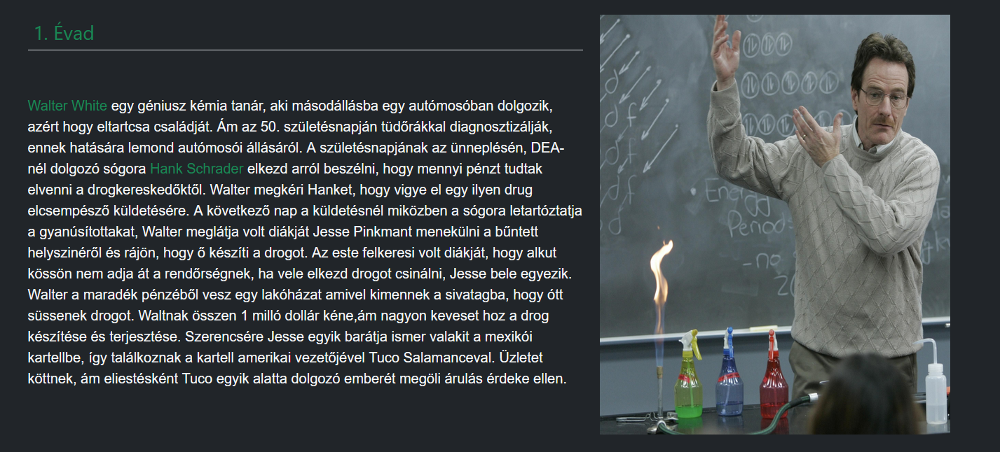 1. Évad
Walter White egy géniusz kémia tanár, aki másodállásba egy autómosóban dolgozik,
azért hogy eltartcsa családját. Ám az 50. születésnapján tüdőrákkal diagnosztizálják,
ennek hatására lemond autómosói állásáról. A születésnapjának az ünneplésén, DEA-
nél dolgozó sógora Hank Schrader elkezd arról beszélni, hogy mennyi pénzt tudtak
elvenni a drogkereskedőktől. Walter megkéri Hanket, hogy vigye el egy ilyen drug
elcsempésző küldetésére. A következő nap a küldetésnél miközben a sógora letartóztatja
a gyanúsítottakat, Walter meglátja volt diákját Jesse Pinkmant menekülni a bűntett
helyszinéről és rájön, hogy ő készíti a drogot. Az este felkeresi volt diákját, hogy alkut
kössön nem adja át a rendőrségnek, ha vele elkezd drogot csinálni, Jesse bele egyezik.
Walter a maradék pénzéből vesz egy lakóházat amivel kimennek a sivatagba, hogy ótt
süssenek drogot. Waltnak összen 1 milló dollár kéne,ám nagyon keveset hoz a drog
készítése és terjesztése. Szerencsére Jesse egyik barátja ismer valakit a mexikói
kartellbe, így találkoznak a kartell amerikai vezetőjével Tuco Salamanceval. Üzletet
köttnek, ám eliestésként Tuco egyik alatta dolgozó emberét megöli árulás érdeke ellen.
d
d f
d f
d f
d
Period
-no